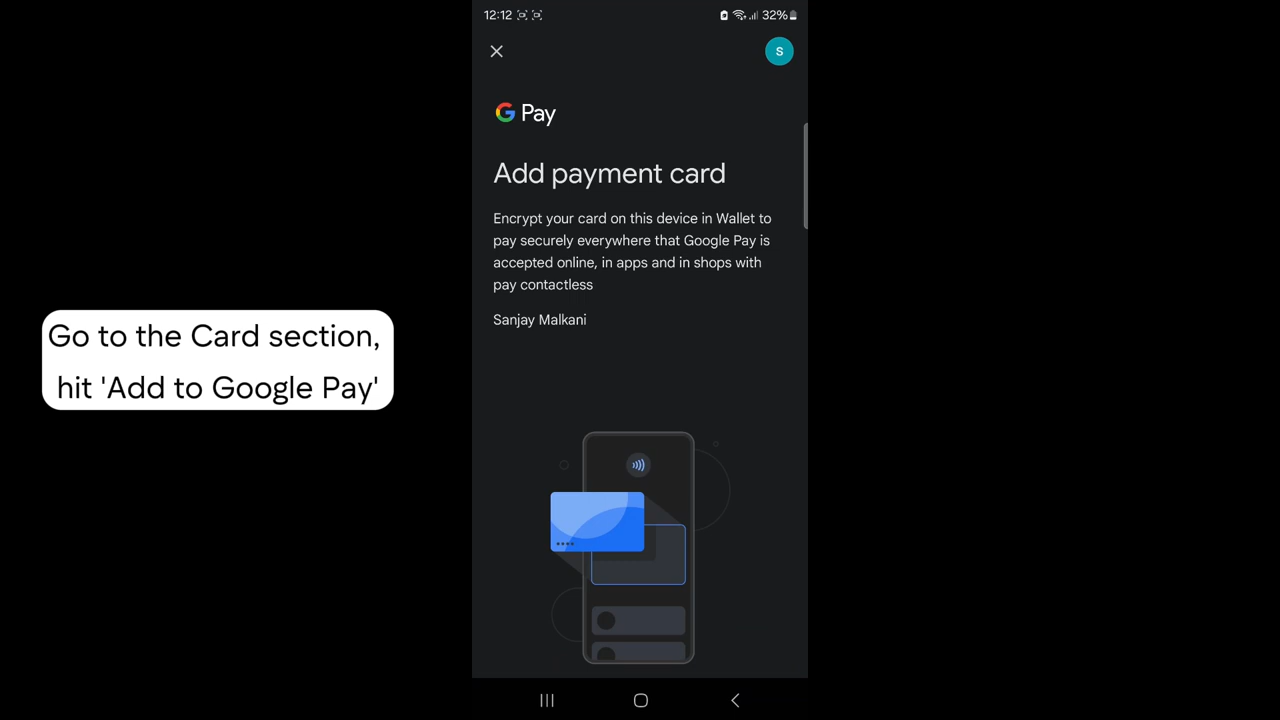 12:12
32%
S
G Pay
Add payment card
Encrypt your card on this device in Wallet to
pay securely everywhere that Google Pay is
accepted online, in apps and in shops with
pay contactless
Sanjay Malkani
Go to the Card section,
hit 'Add to Google Pay'